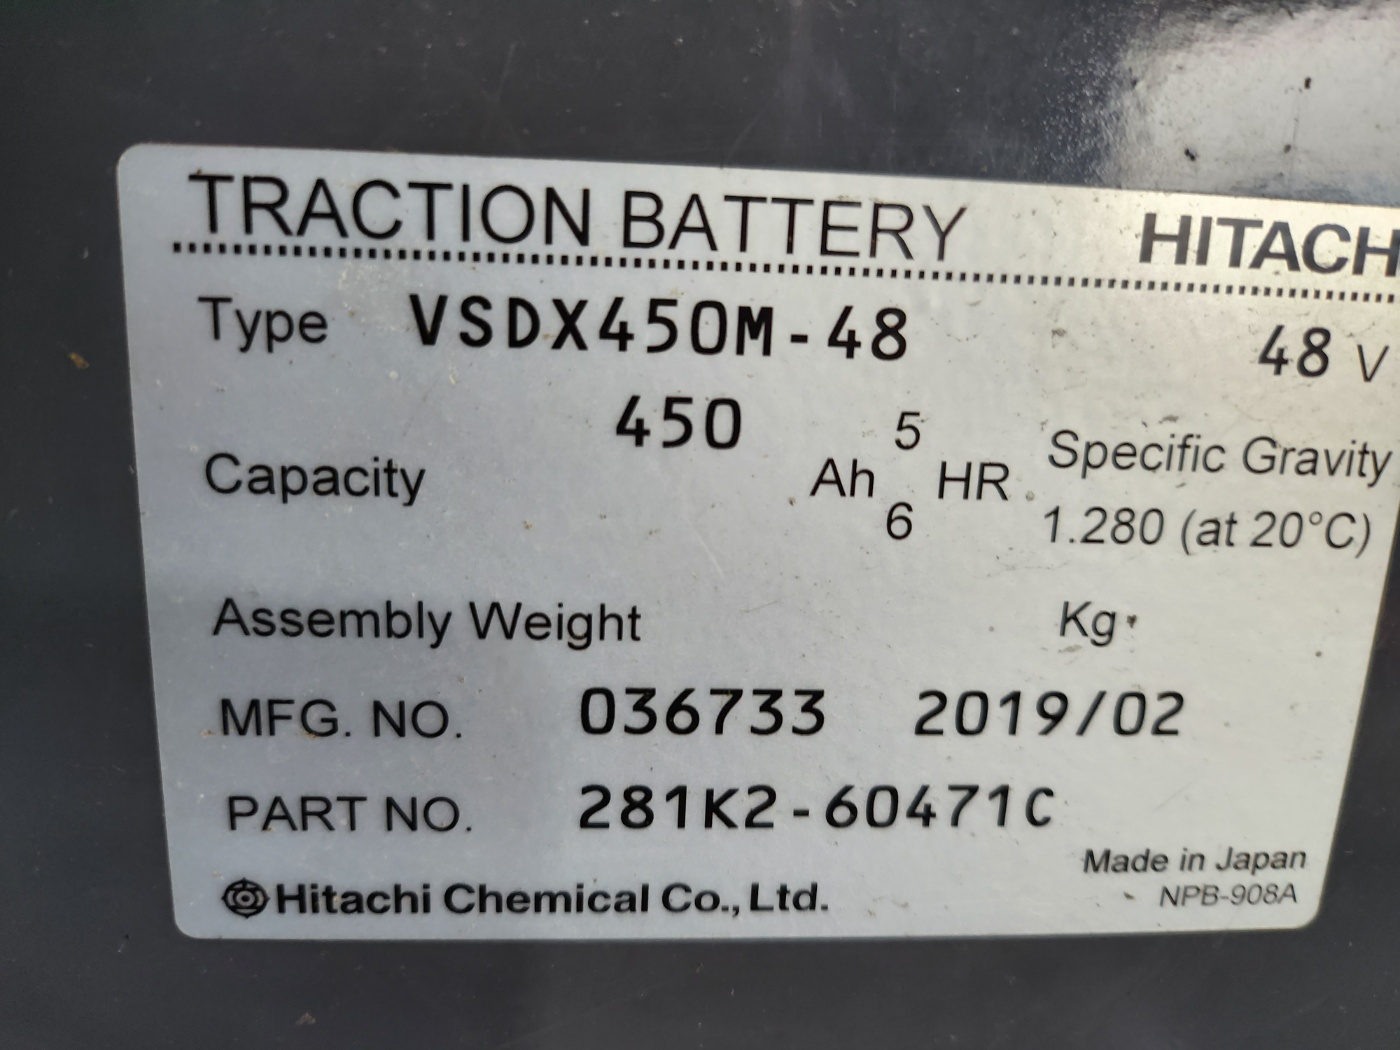 TRACTION BATTERY HITACH
Type VSDX450M-48 48 V
Capacity 450 Ah 5 6 HR Specific Gravity
1.280 (at 20°C)
Assembly Weight Kg
MFG. NO. 036733 2019/02
PART NO. 281K2-60471C
Made in Japan
Hitachi Chemical Co., Ltd. NPB-908A